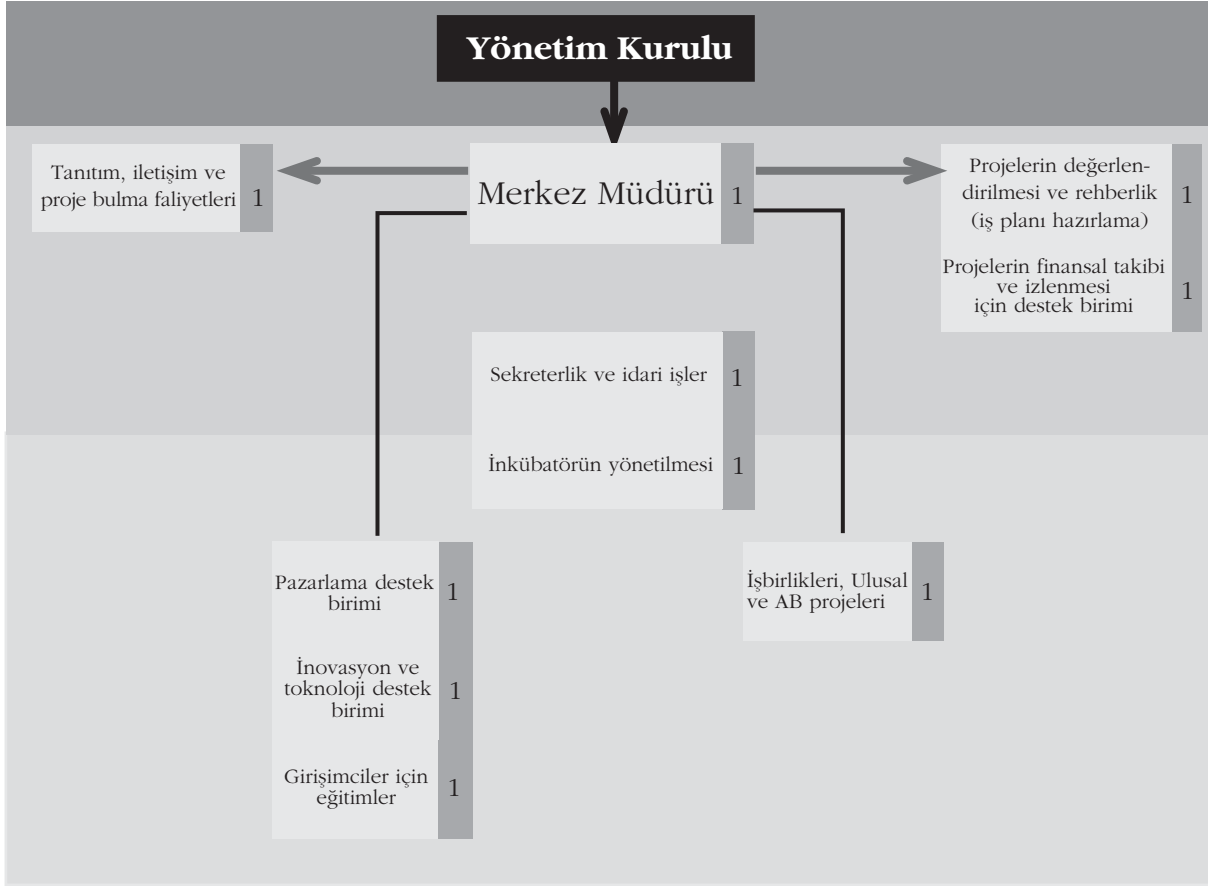 Yönetim Kurulu
Tanıtım, iletişim ve
proje bulma faliyetleri
1
Merkez Müdürü
1
Projelerin değerlen-
dirilmesi ve rehberlik
(iş planı hazırlama)
1
Projelerin finansal takibi
ve izlenmesi
için destek birimi
1
Sekreterlik ve idari işler
1
İnkübatörün yönetilmesi
1
Pazarlama destek
birimi
1
İnovasyon ve
toknoloji destek
birimi
1
Girişimciler için
eğitimler
1
İşbirlikleri, Ulusal
ve AB projeleri
1